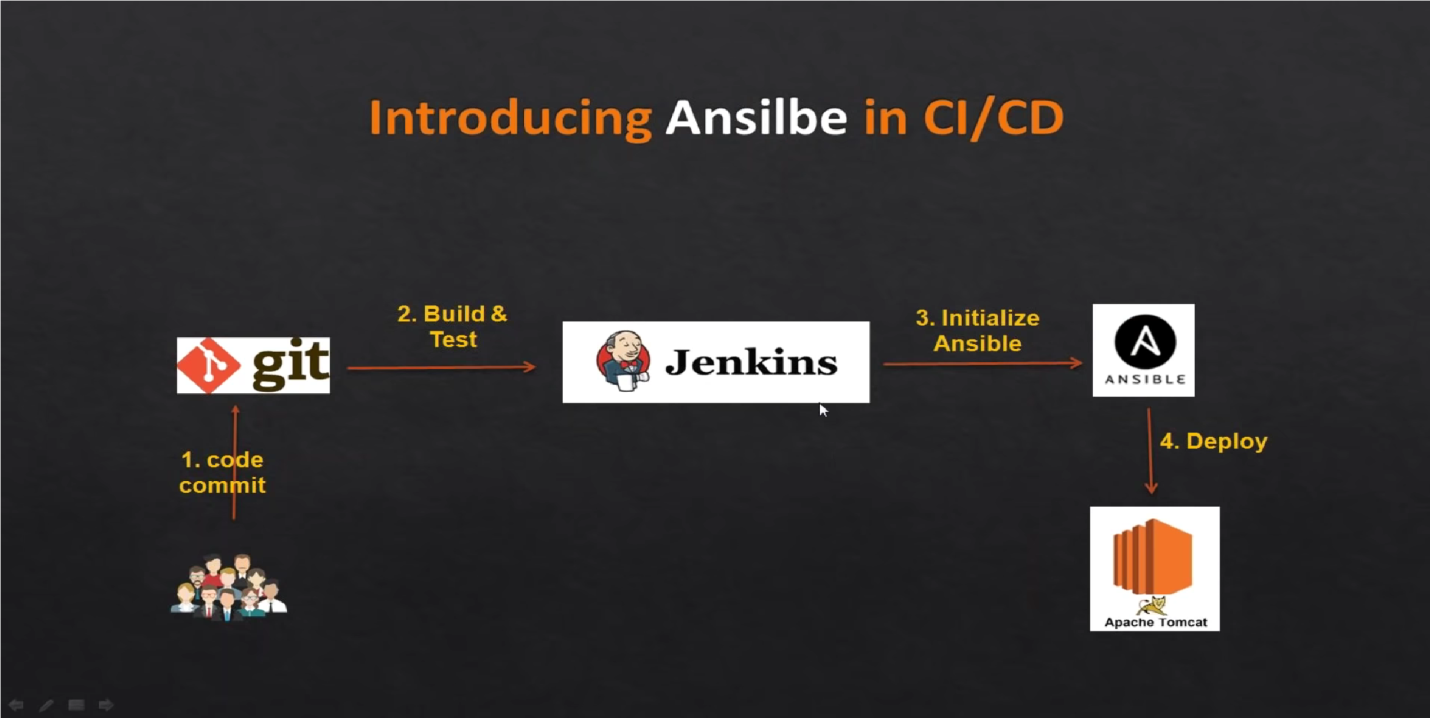 Introducing Ansilbe in CI/CD
2. Build &
Test
3. Initialize
Ansible
git
Jenkins
ANSIBLE
1. code
commit
4. Deploy
Apache Tomcat